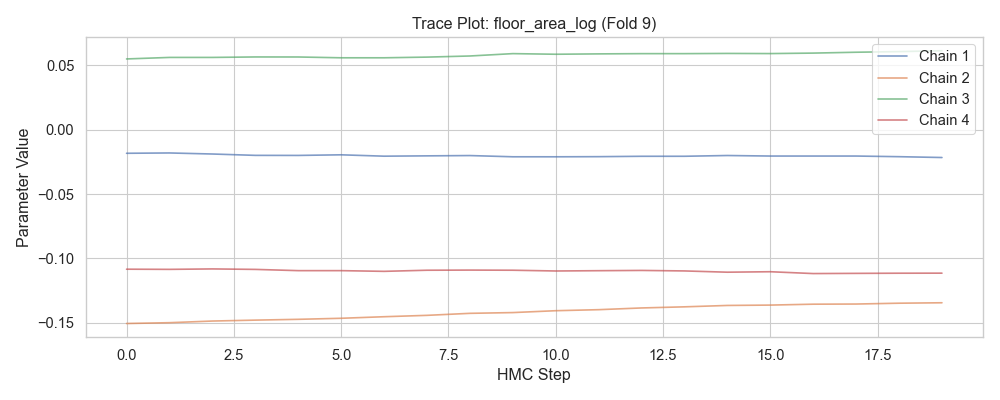 Trace Plot: floor_area_log (Fold 9)
Parameter Value
0.05
0.00
−0.05
−0.10
−0.15
Chain 1
Chain 2
Chain 3
Chain 4
0.0 2.5 5.0 7.5 10.0 12.5 15.0 17.5
HMC Step